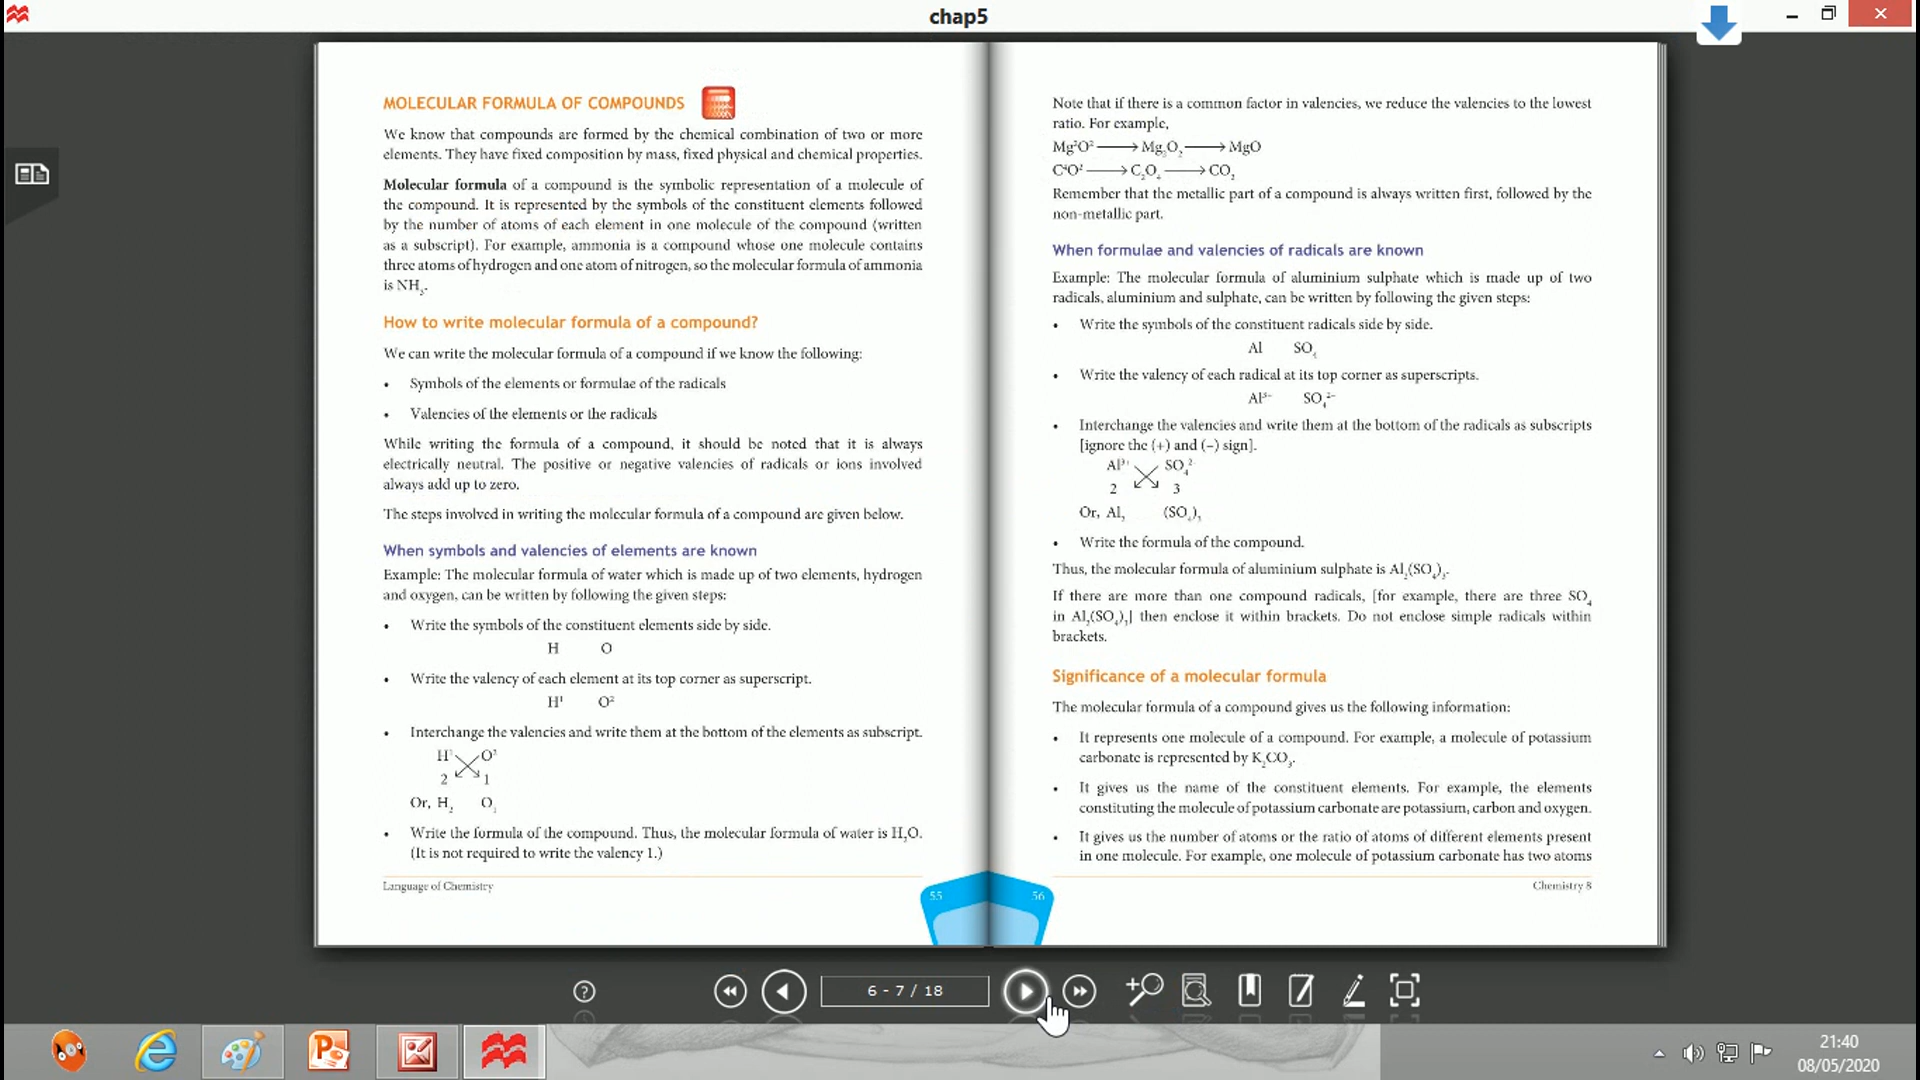 chap5
MOLECULAR FORMULA OF COMPOUNDS
We know that compounds are formed by the chemical combination of two or more
elements. They have fixed composition by mass, fixed physical and chemical properties.
Molecular formula of a compound is the symbolic representation of a molecule of
the compound. It is represented by the symbols of the constituent elements followed
by the number of atoms of each element in one molecule of the compound (written
as a subscript). For example, ammonia is a compound whose one molecule contains
three atoms of hydrogen and one atom of nitrogen, so the molecular formula of ammonia
is NH₃.
How to write molecular formula of a compound?
We can write the molecular formula of a compound if we know the following:
• Symbols of the elements or formulae of the radicals
• Valencies of the elements or the radicals
While writing the formula of a compound, it should be noted that it is always
electrically neutral. The positive or negative valencies of radicals or ions involved
always add up to zero.
The steps involved in writing the molecular formula of a compound are given below.
When symbols and valencies of elements are known
Example: The molecular formula of water which is made up of two elements, hydrogen
and oxygen, can be written by following the given steps:
• Write the symbols of the constituent elements side by side.
H O
• Write the valency of each element at its top corner as superscript.
H¹ O²
• Interchange the valencies and write them at the bottom of the elements as subscript.
H¹ O²
2 1
Or, H₂ O₁
• Write the formula of the compound. Thus, the molecular formula of water is H₂O.
(It is not required to write the valency 1.)
Language of Chemistry
55
Note that if there is a common factor in valencies, we reduce the valencies to the lowest
ratio. For example,
Mg²O² ⟶ Mg₂O₂ ⟶ MgO
C⁴O² ⟶ C₂O₄ ⟶ CO₂
Remember that the metallic part of a compound is always written first, followed by the
non-metallic part.
When formulae and valencies of radicals are known
Example: The molecular formula of aluminium sulphate which is made up of two
radicals, aluminium and sulphate, can be written by following the given steps:
• Write the symbols of the constituent radicals side by side.
Al SO₄
• Write the valency of each radical at its top corner as superscripts.
Al³⁺ SO₄²⁻
• Interchange the valencies and write them at the bottom of the radicals as subscripts
[ignore the (+) and (–) sign].
Al³⁺ SO₄²⁻
2 3
Or, Al₂ (SO₄)₃
• Write the formula of the compound.
Thus, the molecular formula of aluminium sulphate is Al₂(SO₄)₃.
If there are more than one compound radicals, [for example, there are three SO₄
in Al₂(SO₄)₃] then enclose it within brackets. Do not enclose simple radicals within
brackets.
Significance of a molecular formula
The molecular formula of a compound gives us the following information:
• It represents one molecule of a compound. For example, a molecule of potassium
carbonate is represented by K₂CO₃.
• It gives us the name of the constituent elements. For example, the elements
constituting the molecule of potassium carbonate are potassium, carbon and oxygen.
• It gives us the number of atoms or the ratio of atoms of different elements present
in one molecule. For example, one molecule of potassium carbonate has two atoms
56
Chemistry 8
6 - 7 / 18
21:40
08/05/2020